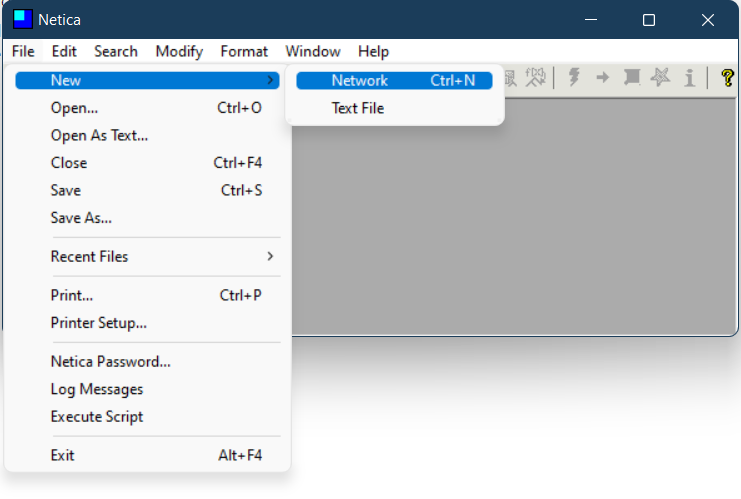 Netica
File Edit Search Modify Format Window Help
New
Network Ctrl+N
Open... Ctrl+O
Text File
Open As Text...
Close Ctrl+F4
Save Ctrl+S
Save As...
Recent Files
Print... Ctrl+P
Printer Setup...
Netica Password...
Log Messages
Execute Script
Exit Alt+F4